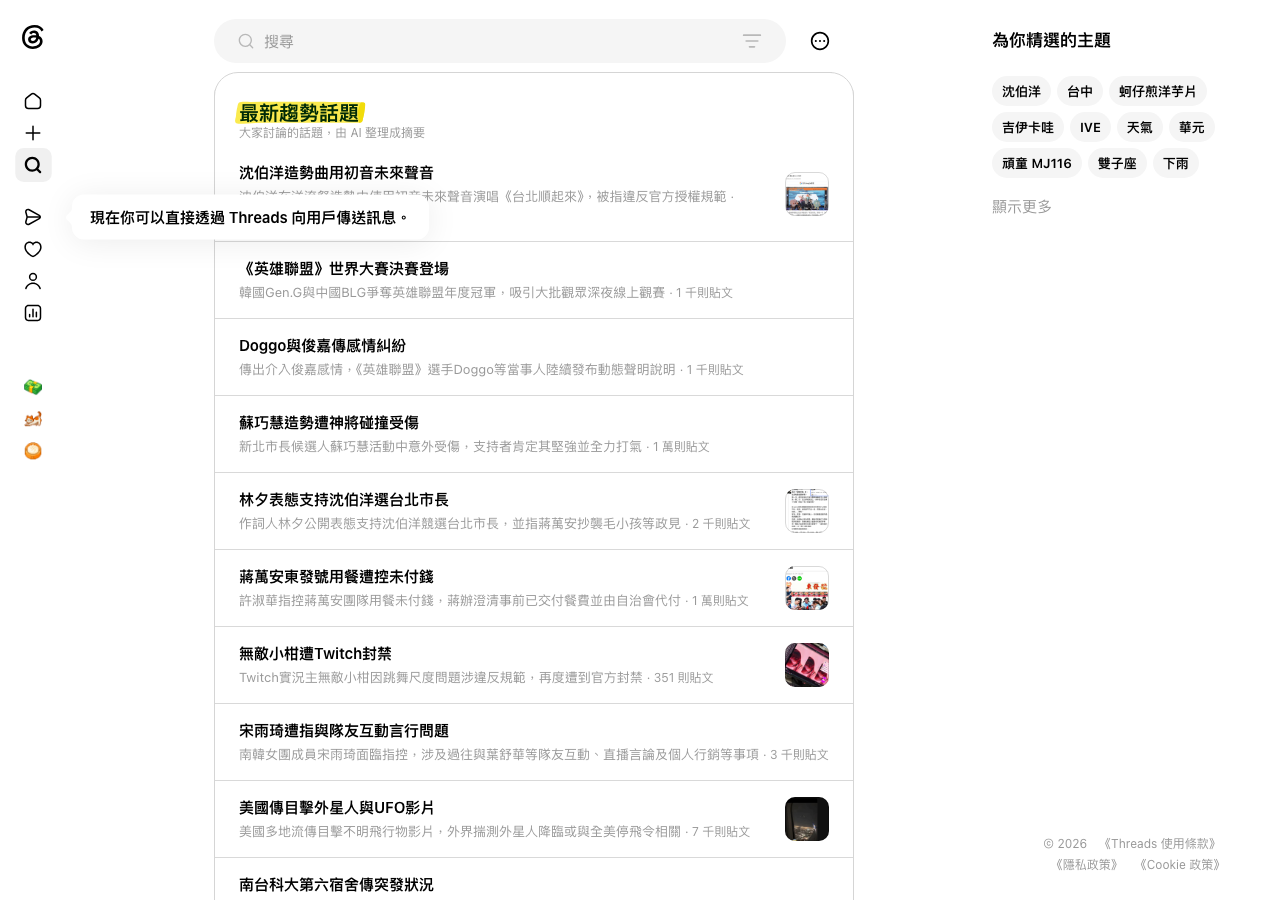 搜尋
最新趨勢話題
大家討論的話題，由 AI 整理成摘要
沈伯洋造勢曲用初音未來聲音
未來聲音演唱《台北順起來》，被指違反官方授權規範 ·
現在你可以直接透過 Threads 向用戶傳送訊息。
《英雄聯盟》世界大賽決賽登場
韓國Gen.G與中國BLG爭奪英雄聯盟年度冠軍，吸引大批觀眾深夜線上觀賽 · 1 千則貼文
Doggo與俊嘉傳感情糾紛
傳出介入俊嘉感情，《英雄聯盟》選手Doggo等當事人陸續發布動態聲明說明 · 1 千則貼文
蘇巧慧造勢遭神將碰撞受傷
新北市長候選人蘇巧慧活動中意外受傷，支持者肯定其堅強並全力打氣 · 1 萬則貼文
林夕表態支持沈伯洋選台北市長
作詞人林夕公開表態支持沈伯洋競選台北市長，並指蔣萬安抄襲毛小孩等政見 · 2 千則貼文
蔣萬安東發號用餐遭控未付錢
許淑華指控蔣萬安團隊用餐未付錢，蔣辦澄清事前已交付餐費並由自治會代付 · 1 萬則貼文
無敵小柑遭Twitch封禁
Twitch實況主無敵小柑因跳舞尺度問題涉違反規範，再度遭到官方封禁 · 351 則貼文
宋雨琦遭指與隊友互動言行問題
南韓女團成員宋雨琦面臨指控，涉及過往與葉舒華等隊友互動、直播言論及個人行銷等事項 · 3 千則貼文
美國傳目擊外星人與UFO影片
美國多地流傳目擊不明飛行物影片，外界揣測外星人降臨或與全美停飛令相關 · 7 千則貼文
南台科大第六宿舍傳突發狀況
為你精選的主題
沈伯洋 台中 蚵仔煎洋芋片
吉伊卡哇 IVE 天氣 華元
頑童 MJ116 雙子座 下雨
顯示更多
© 2026 《Threads 使用條款》
《隱私政策》 《Cookie 政策》